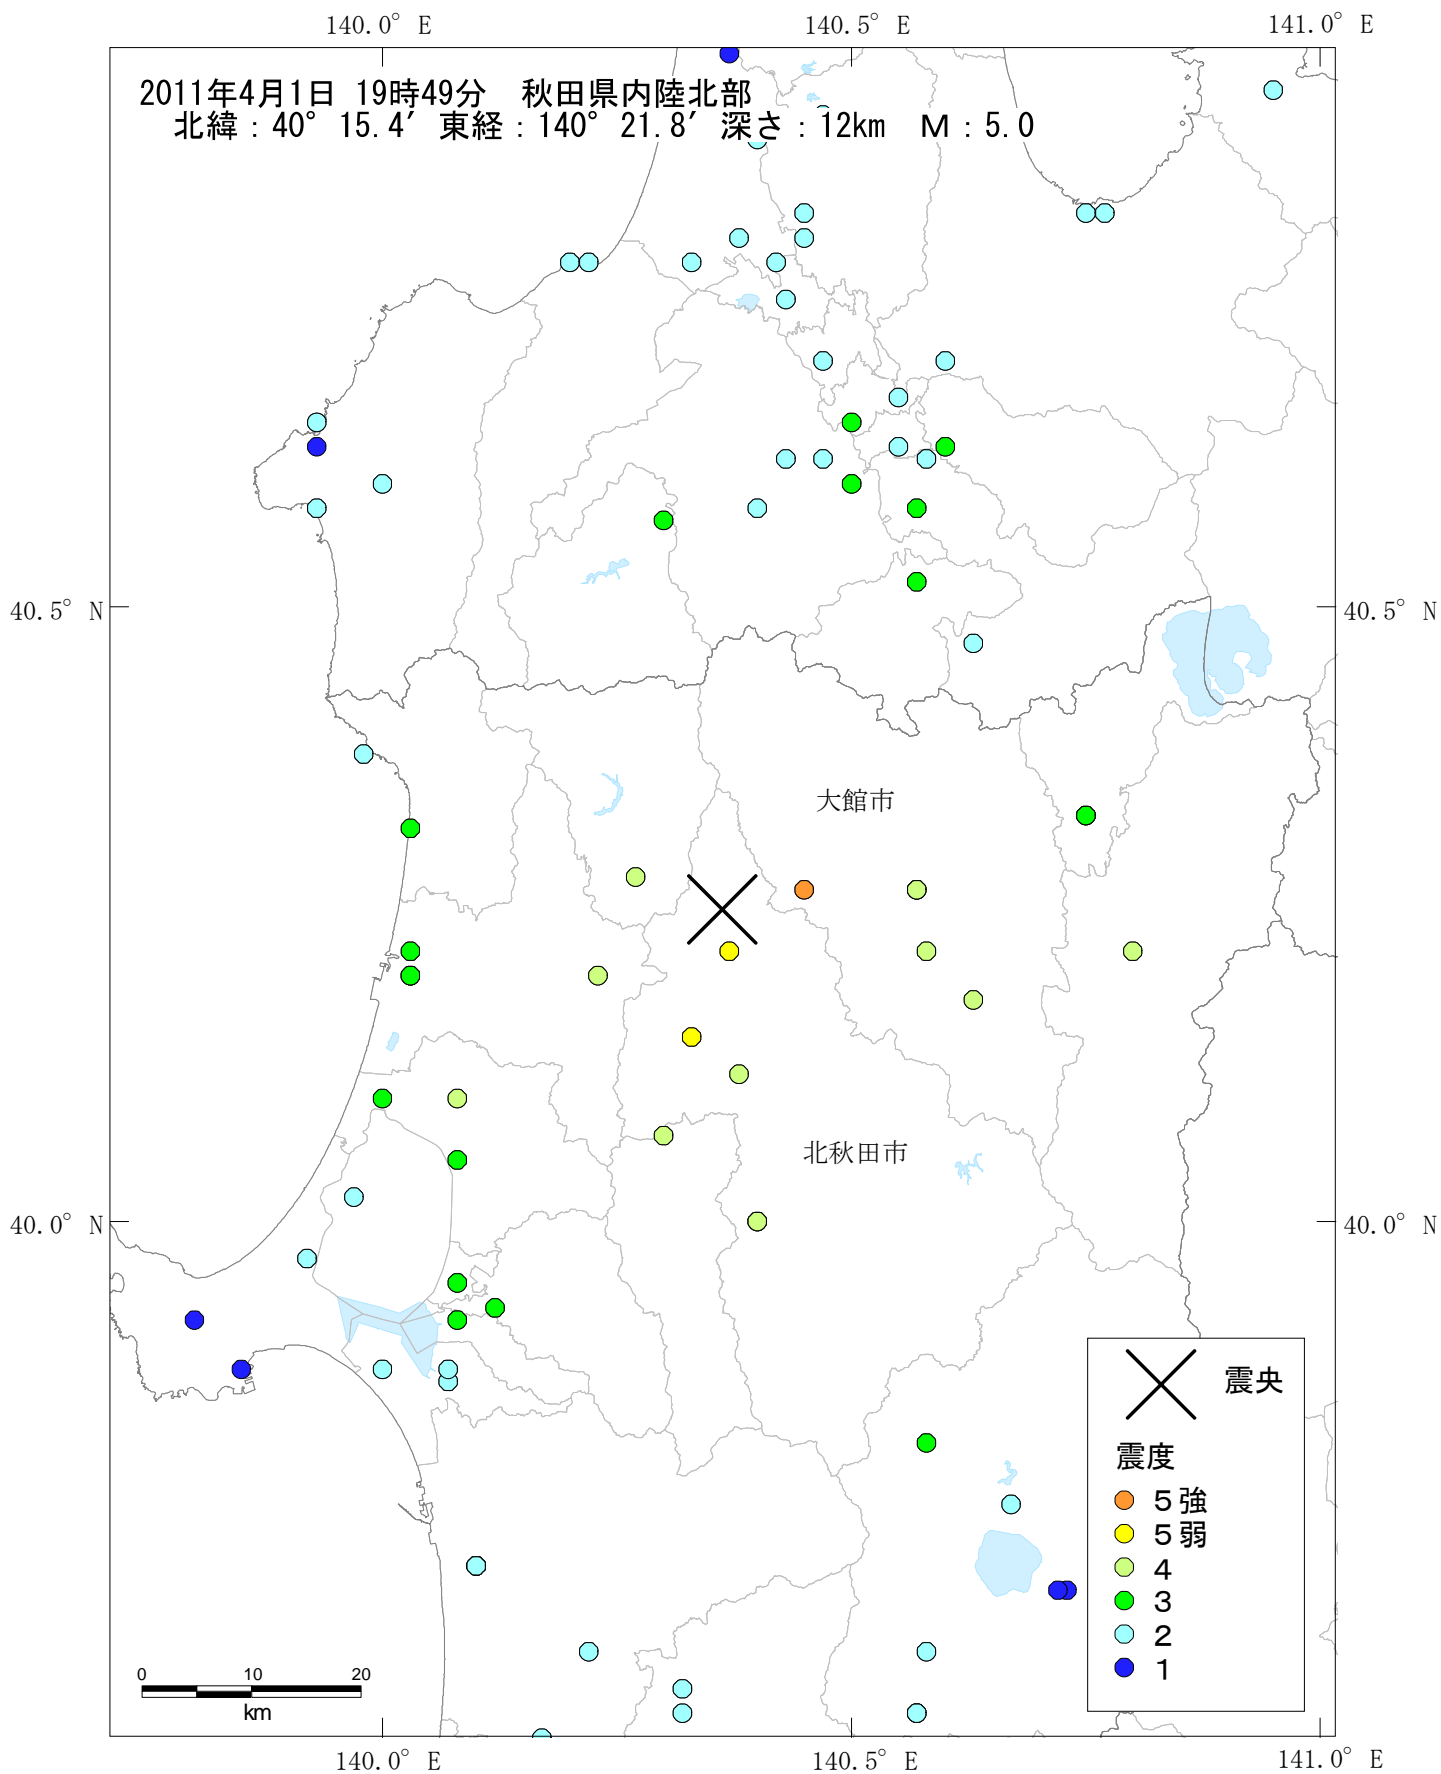 140.0° E
140.5° E
141.0° E
2011年4月1日 19時49分 秋田県内陸北部
北緯：40° 15.4′ 東経：140° 21.8′ 深さ：12km M：5.0
40.5° N
40.5° N
大館市
北秋田市
40.0° N
40.0° N
震央
震度
５強
５弱
４
３
２
１
0 10 20
km
140.0° E
140.5° E
141.0° E